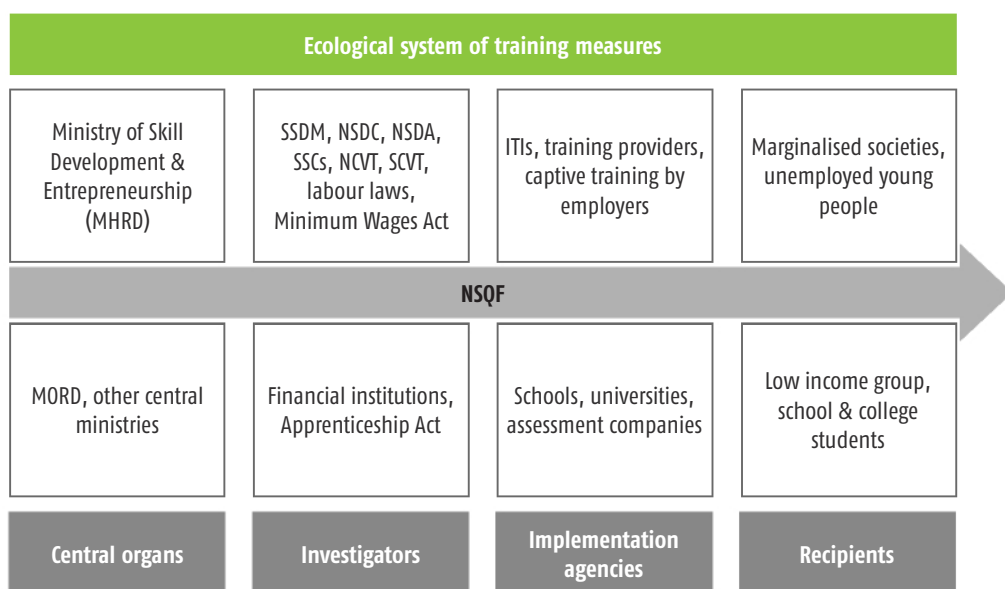 Ecological system of training measures
Ministry of Skill
Development &
Entrepreneurship
(MHRD)
SSDM, NSDC, NSDA,
SSCs, NCVT, SCVT,
labour laws,
Minimum Wages Act
ITIs, training providers,
captive training by
employers
Marginalised societies,
unemployed young
people
NSQF
MORD, other central
ministries
Financial institutions,
Apprenticeship Act
Schools, universities,
assessment companies
Low income group,
school & college
students
Central organs
Investigators
Implementation
agencies
Recipients